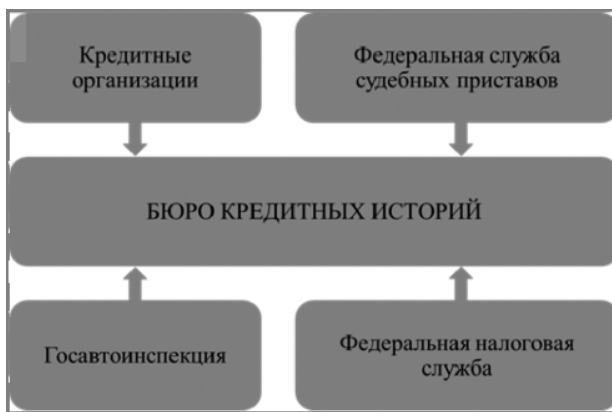 Кредитные
организации
Федеральная служба
судебных приставов
БЮРО КРЕДИТНЫХ ИСТОРИЙ
Госавтоинспекция
Федеральная налоговая
служба